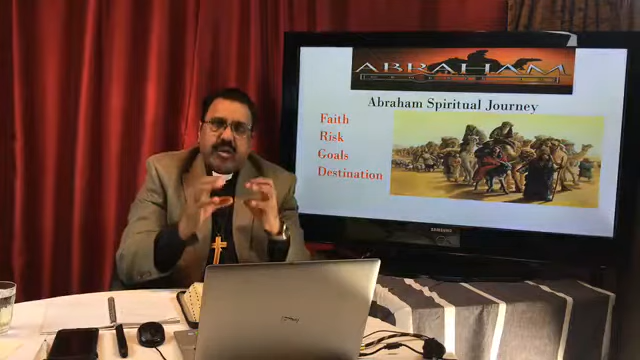 ABRAHAM
Abraham Spiritual Journey
Faith
Risk
Goals
Destination
SAMSUNG